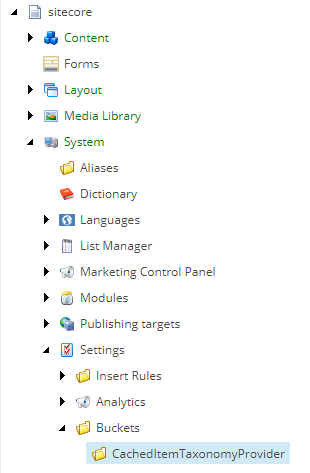 sitecore
Content
Forms
Layout
Media Library
System
Aliases
Dictionary
Languages
List Manager
Marketing Control Panel
Modules
Publishing targets
Settings
Insert Rules
Analytics
Buckets
CachedItemTaxonomyProvider